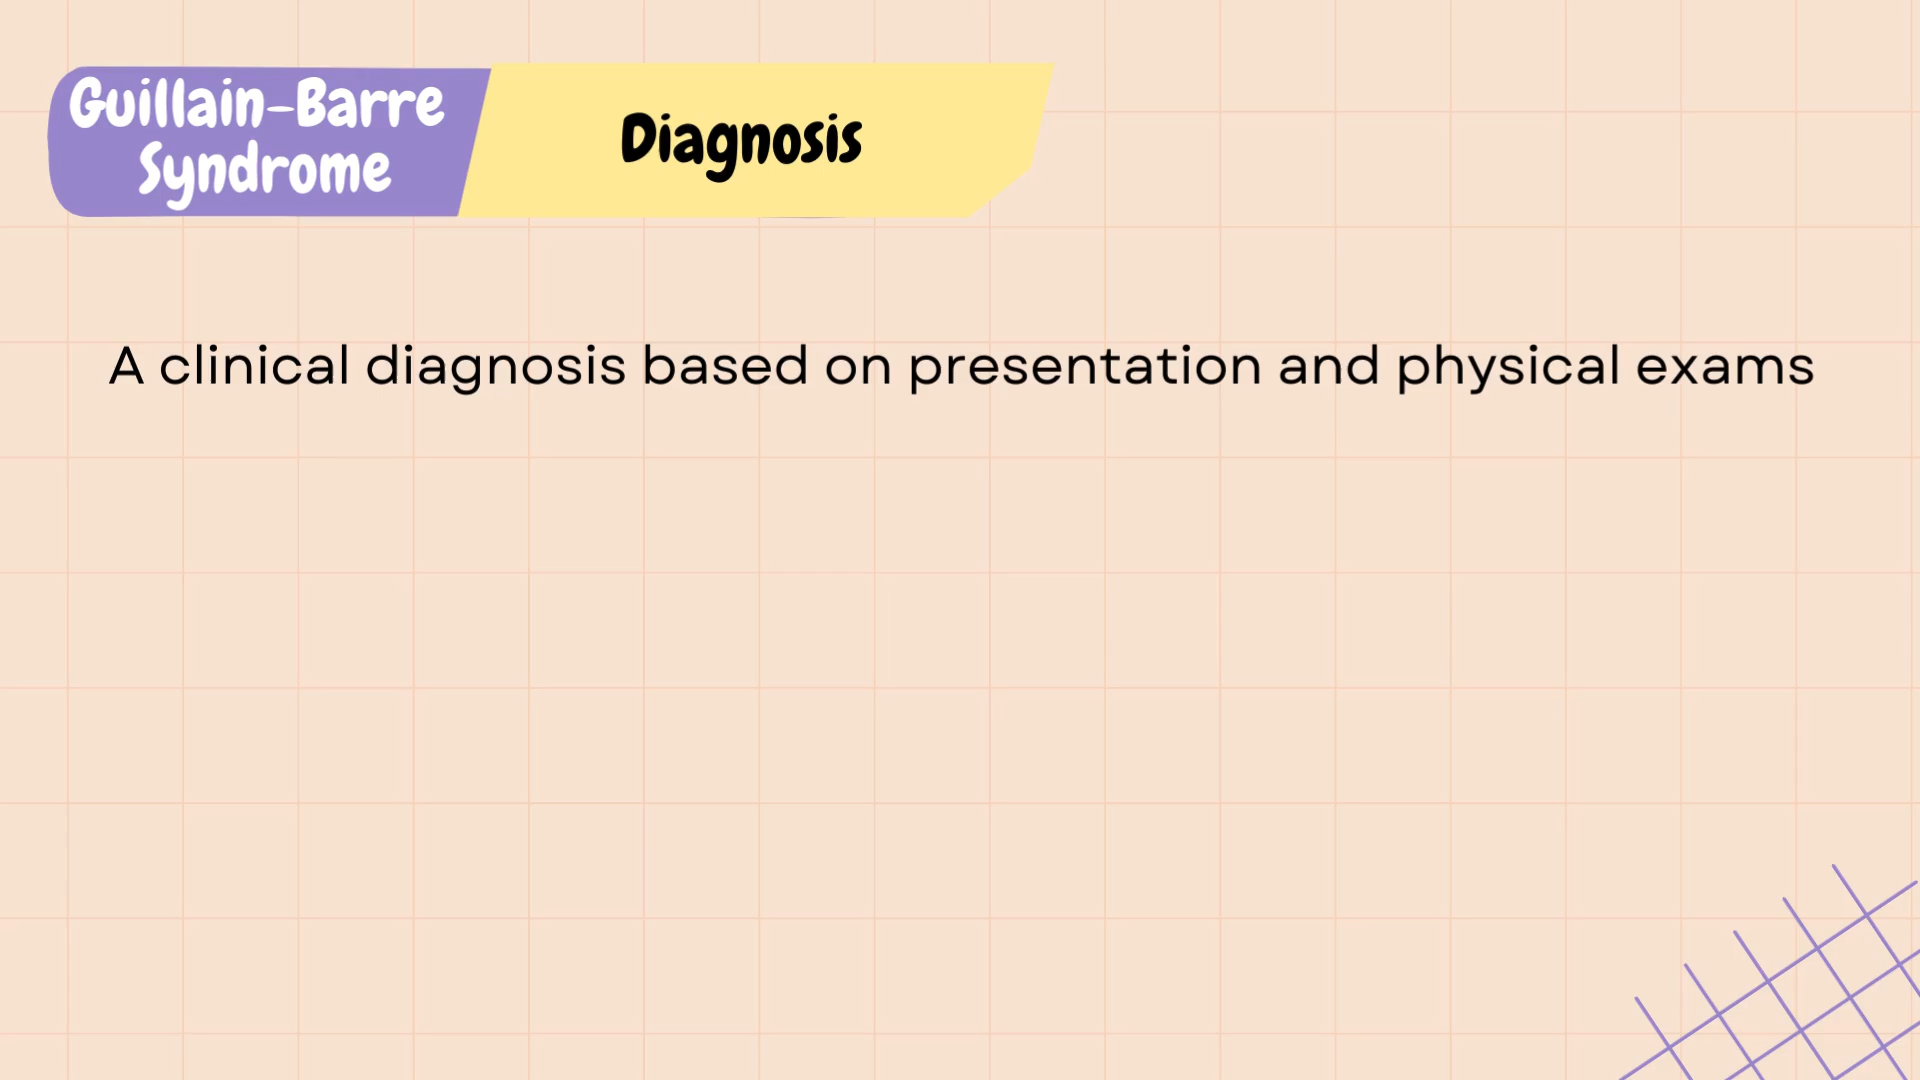 Guillain-Barre
Syndrome
Diagnosis
A clinical diagnosis based on presentation and physical exams